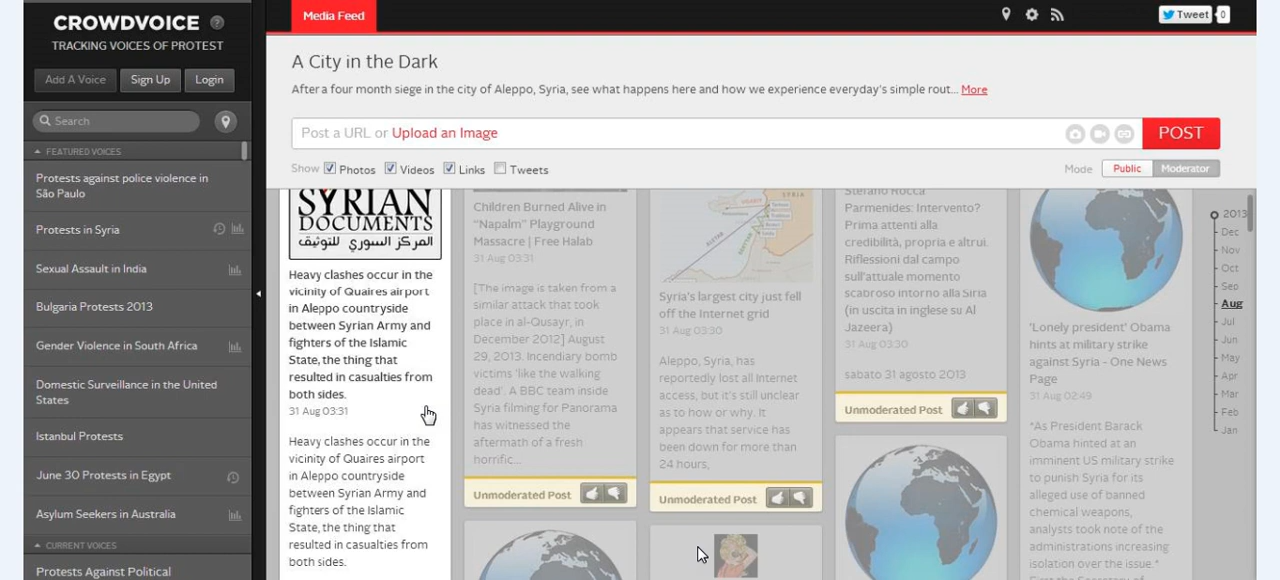 CROWDVOICE ?
TRACKING VOICES OF PROTEST
Add A Voice Sign Up Login
Search
FEATURED VOICES
Protests against police violence in
São Paulo
Protests in Syria
Sexual Assault in India
Bulgaria Protests 2013
Gender Violence in South Africa
Domestic Surveillance in the United
States
Istanbul Protests
June 30 Protests in Egypt
Asylum Seekers in Australia
CURRENT VOICES
Protests Against Political
Media Feed
Tweet 0
A City in the Dark
After a four month siege in the city of Aleppo, Syria, see what happens here and how we experience everyday's simple rout... More
Post a URL or Upload an Image
POST
Show Photos Videos Links Tweets
Mode Public Moderator
SYRIAN
DOCUMENTS
المركز السوري للتوثيق
Heavy clashes occur in the
vicinity of Quaires airport
in Aleppo countryside
between Syrian Army and
fighters of the Islamic
State, the thing that
resulted in casualties from
both sides.
31 Aug 03:31
Heavy clashes occur in the
vicinity of Quaires airport
in Aleppo countryside
between Syrian Army and
fighters of the Islamic
State, the thing that
resulted in casualties from
both sides.
Children Burned Alive in
"Napalm" Playground
Massacre | Free Halab
31 Aug 03:31
[The image is taken from a
similar attack that took
place in al-Qusayr, in
December 2012] August
29, 2013. Incendiary bomb
victims 'like the walking
dead'. A BBC team inside
Syria filming for Panorama
has witnessed the
aftermath of a fresh
horrific...
Unmoderated Post
SYRIA
Syria's largest city just fell
off the Internet grid
31 Aug 03:30
Aleppo, Syria, has
reportedly lost all Internet
access, but it's still unclear
as to how or why. It
appears that service has
been down for more than
24 hours,
Unmoderated Post
Stefano Rocca
Parmenides: Intervento?
Prima attenti alla
credibilità, propria e altrui.
Riflessioni dal campo
sull'attuale momento
scabroso intorno alla Siria
(in uscita in inglese su Al
Jazeera)
31 Aug 03:30
sabato 31 agosto 2013
Unmoderated Post
'Lonely president' Obama
hints at military strike
against Syria - One News
Page
31 Aug 02:49
"As President Barack
Obama hinted at an
imminent US military strike
to punish Syria for its
alleged use of banned
chemical weapons,
analysts took note of the
administrations increasing
isolation over the issue."
2013
Dec
Nov
Oct
Sep
Aug
Jul
Jun
May
Apr
Mar
Feb
Jan